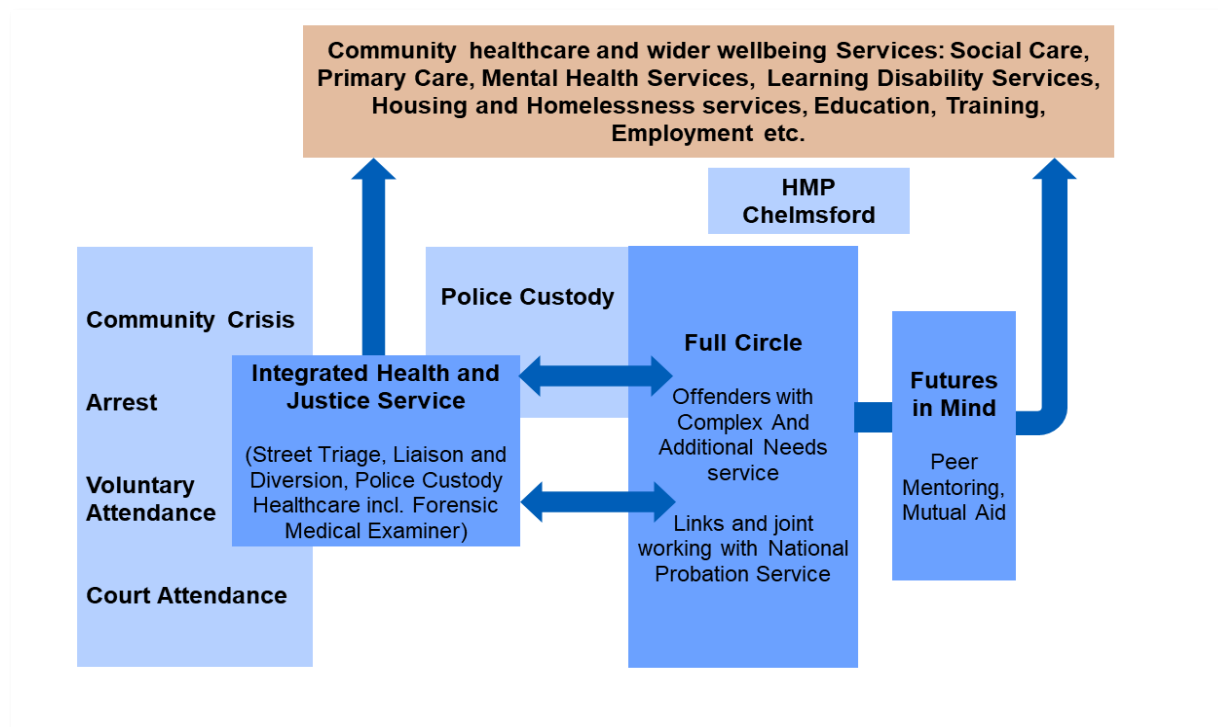 Community healthcare and wider wellbeing Services: Social Care,
Primary Care, Mental Health Services, Learning Disability Services,
Housing and Homelessness services, Education, Training,
Employment etc.
HMP
Chelmsford
Community Crisis
Arrest
Voluntary
Attendance
Court Attendance
Police Custody
Integrated Health and
Justice Service
(Street Triage, Liaison and
Diversion, Police Custody
Healthcare incl. Forensic
Medical Examiner)
Full Circle
Offenders with
Complex And
Additional Needs
service
Links and joint
working with National
Probation Service
Futures
in Mind
Peer
Mentoring,
Mutual Aid